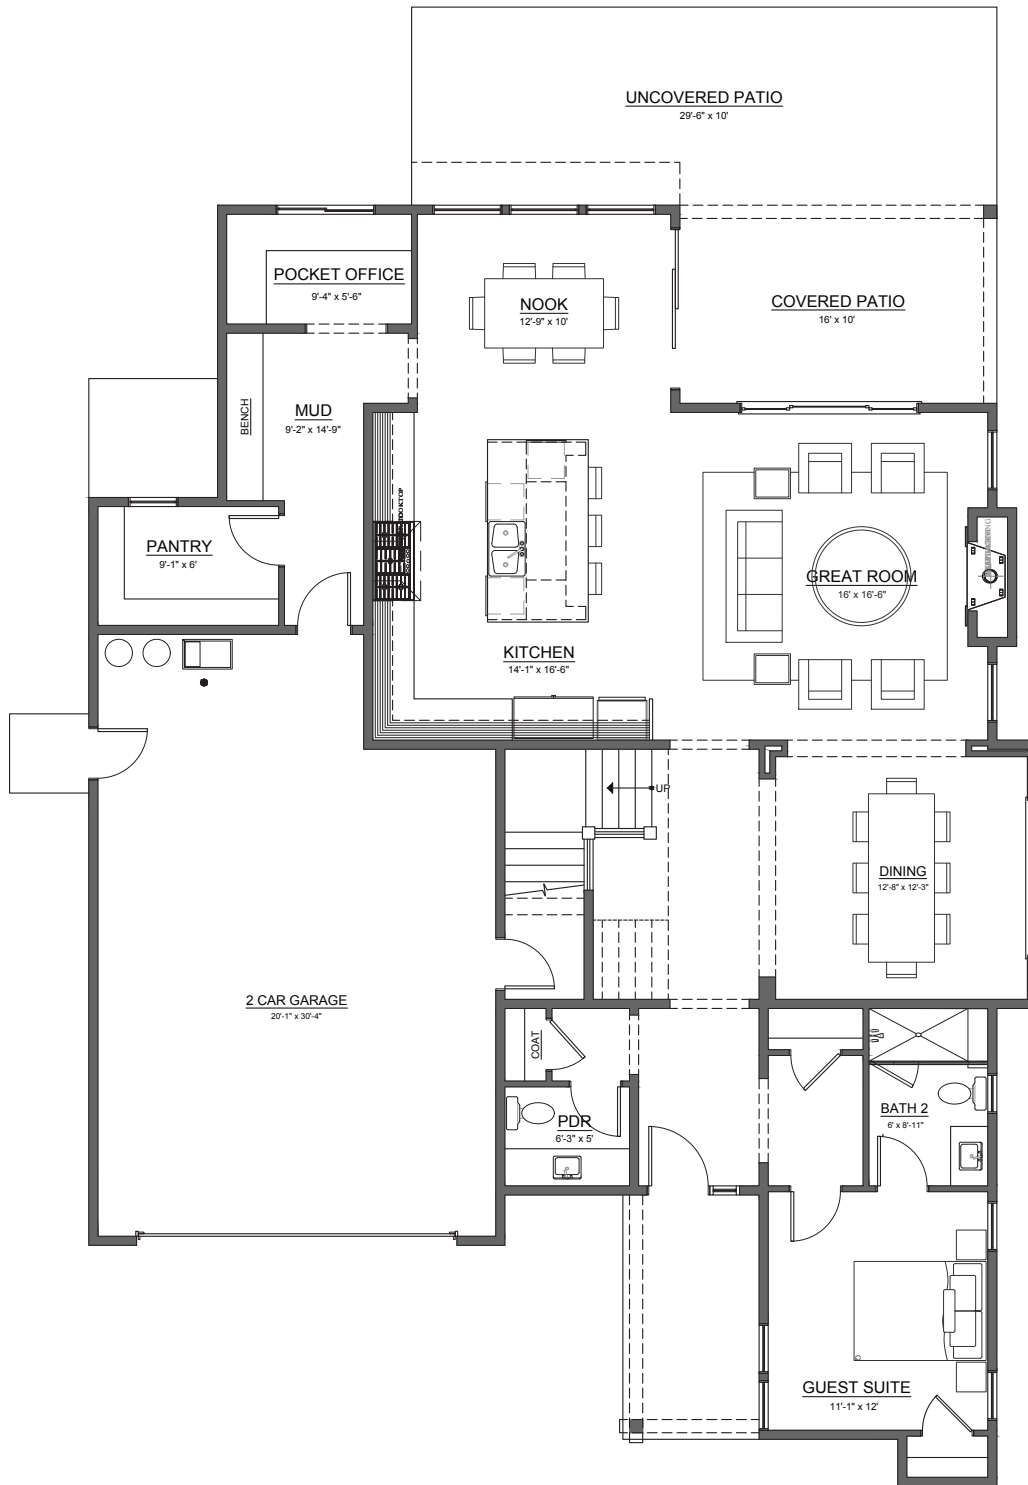 UNCOVERED PATIO
29'-6" x 10'
POCKET OFFICE
9'-4" x 5'-6"
NOOK
12'-9" x 10'
COVERED PATIO
16' x 10'
BENCH
MUD
9'-2" x 14'-9"
PANTRY
9'-1" x 6'
GREAT ROOM
16' x 16'-6"
KITCHEN
14'-1" x 16'-6"
UP
DINING
12'-8" x 12'-3"
2 CAR GARAGE
20'-1" x 30'-4"
COAT
PDR
6'-3" x 5'
BATH 2
6' x 8'-11"
GUEST SUITE
11'-1" x 12'